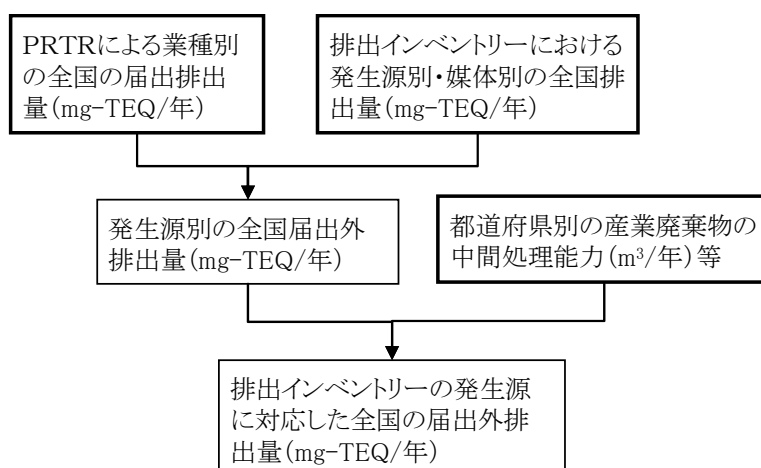 PRTRによる業種別
の全国の届出排出
量(mg-TEQ/年)
排出インベントリーにおける
発生源別・媒体別の全国排
出量(mg-TEQ/年)
発生源別の全国届出外
排出量(mg-TEQ/年)
都道府県別の産業廃棄物の
中間処理能力(m³/年)等
排出インベントリーの発生源
に対応した全国の届出外排
出量(mg-TEQ/年)